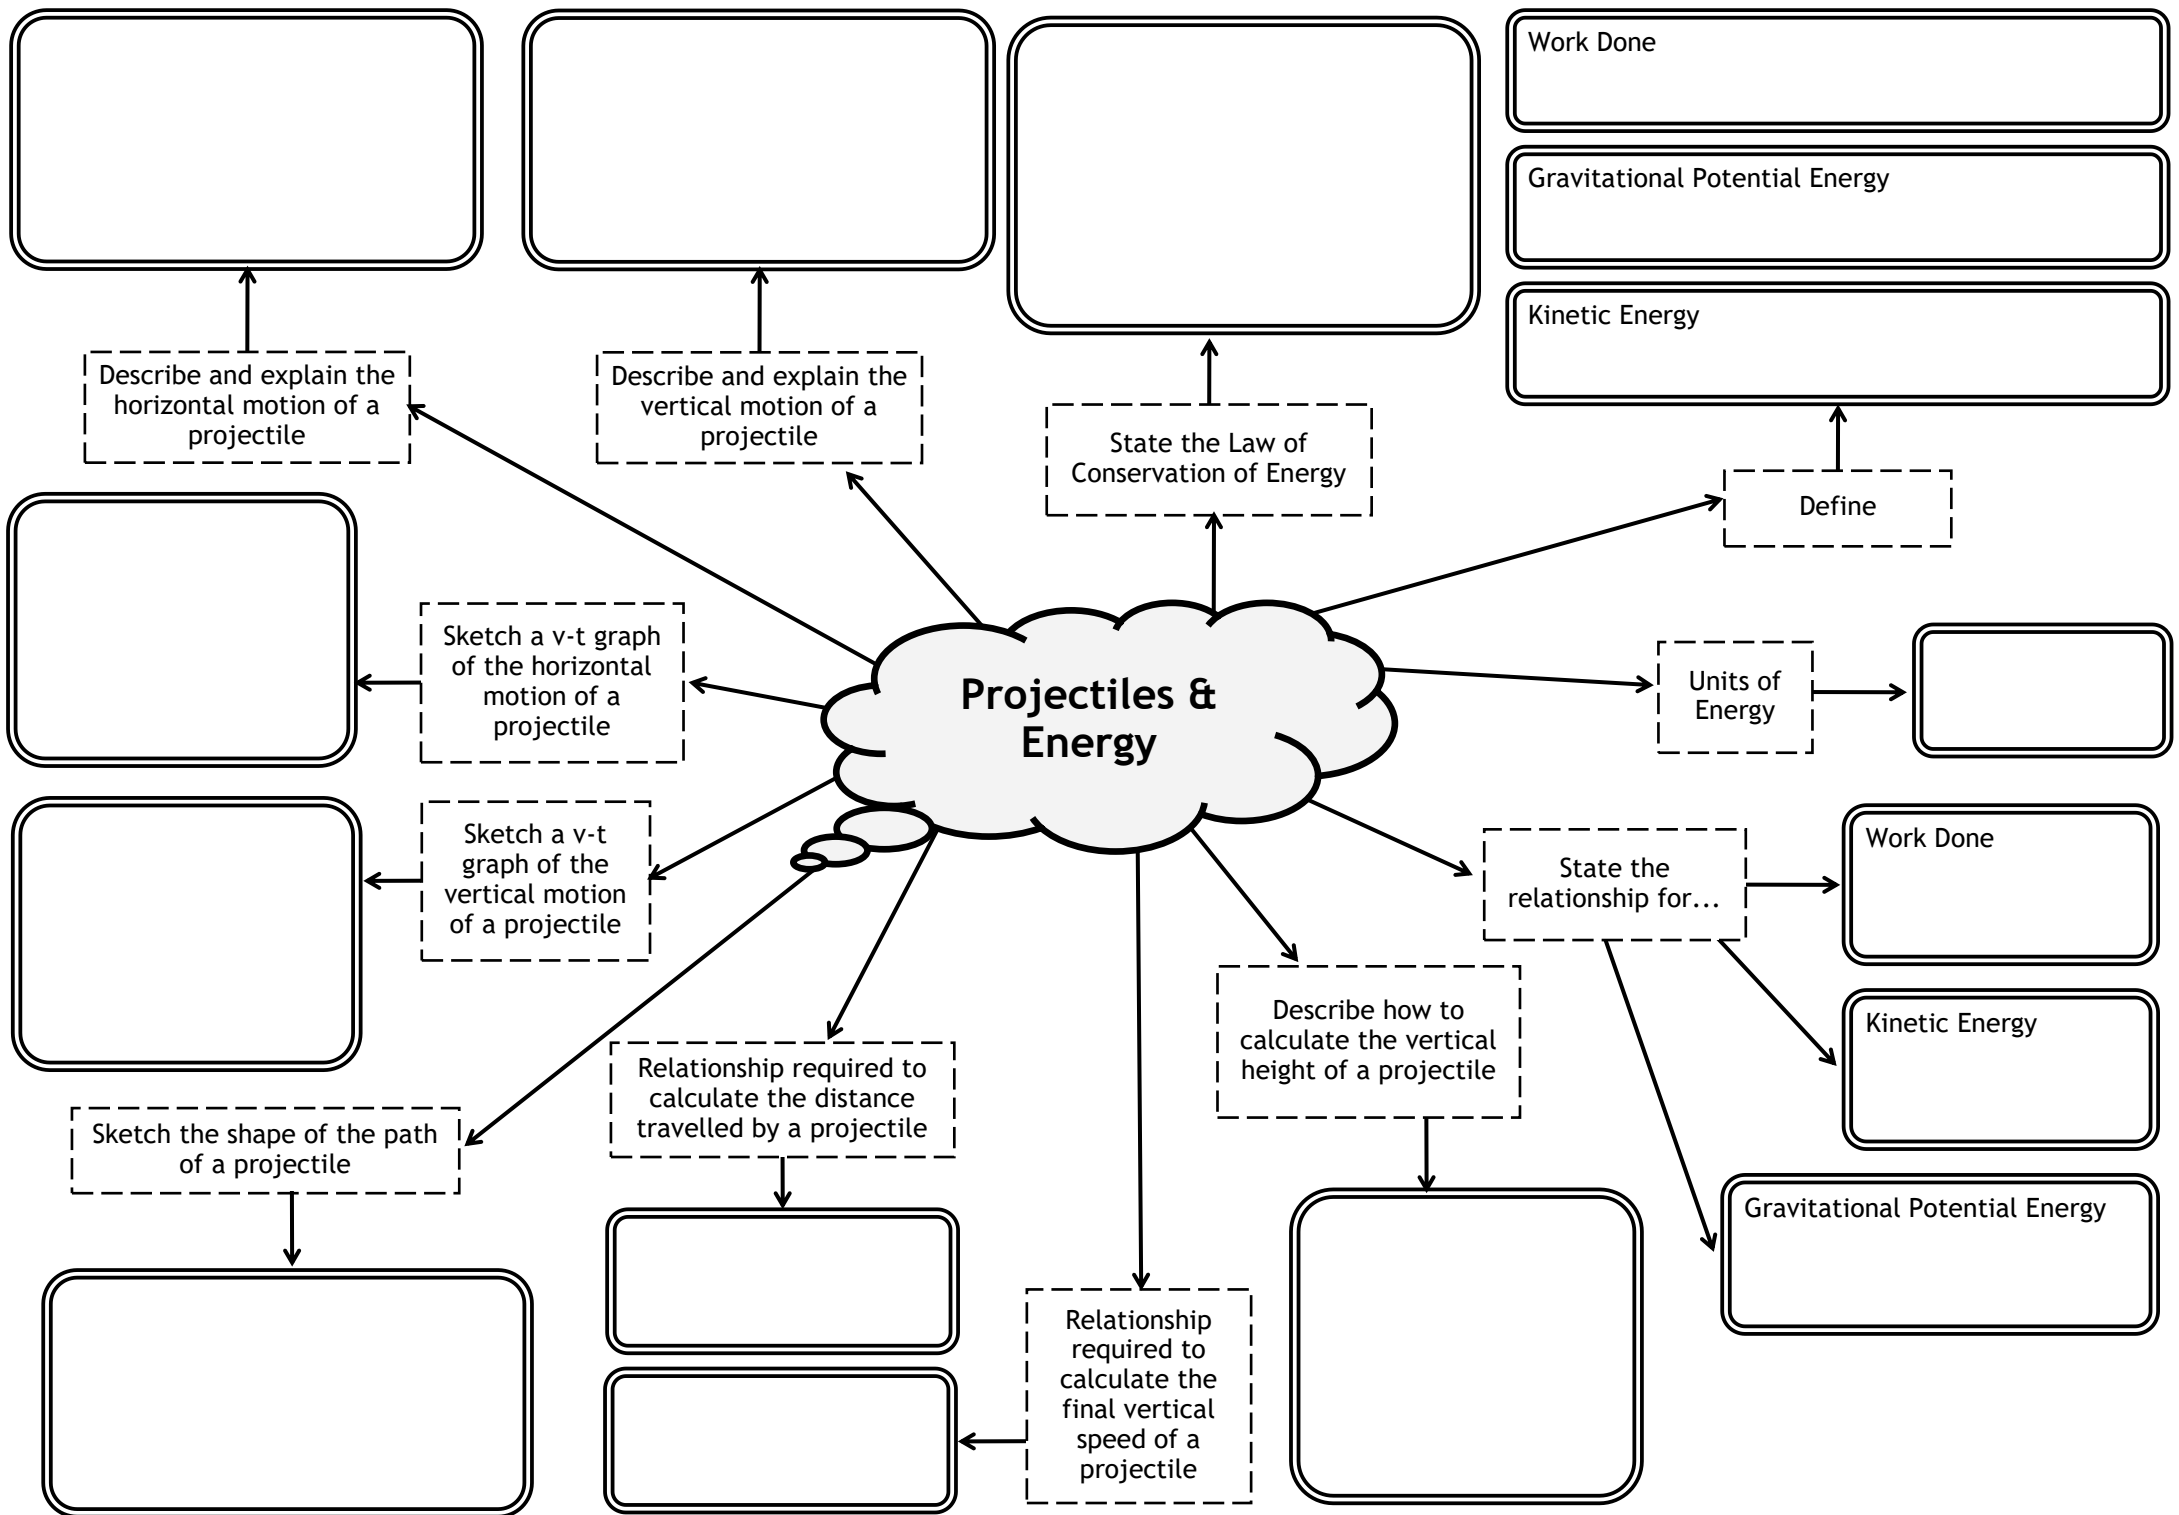 Work Done
Gravitational Potential Energy
Kinetic Energy
Describe and explain the
horizontal motion of a
projectile
Describe and explain the
vertical motion of a
projectile
State the Law of
Conservation of Energy
Define
Sketch a v-t graph
of the horizontal
motion of a
projectile
Projectiles &
Energy
Units of
Energy
Sketch a v-t
graph of the
vertical motion
of a projectile
State the
relationship for...
Work Done
Kinetic Energy
Gravitational Potential Energy
Describe how to
calculate the vertical
height of a projectile
Relationship required to
calculate the distance
travelled by a projectile
Sketch the shape of the path
of a projectile
Relationship
required to
calculate the
final vertical
speed of a
projectile